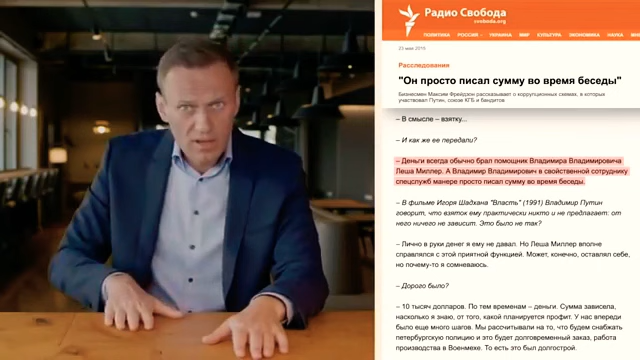 Радио Свобода
svoboda.org
ПОЛИТИКА РОССИЯ УКРАИНА МИР КУЛЬТУРА ЭКОНОМИКА НАУКА
23 мая 2015
Расследования
"Он просто писал сумму во время беседы"
Бизнесмен Максим Фрейдзон рассказывает о коррупционных схемах, в которых
участвовал Путин, союзе КГБ и бандитов
– В смысле – взятку...
– И как же ее передали?
– Деньги всегда обычно брал помощник Владимира Владимировича
Леша Миллер. А Владимир Владимирович в свойственной сотруднику
спецслужб манере просто писал сумму во время беседы.
– В фильме Игоря Шадхана "Власть" (1991) Владимир Путин
говорит, что взяток ему практически никто и не предлагает: от
него ничего не зависит. Это было не так?
– Лично в руки денег я ему не давал. Но Леша Миллер вполне
справлялся с этой приятной функцией. Может, конечно, оставлял себе,
но почему-то я сомневаюсь.
– Дорого было?
– 10 тысяч долларов. По тем временам – деньги. Сумма зависела,
насколько я знаю, от того, какой планируется профит. У нас впереди
было еще много шагов. Мы рассчитывали на то, что будем снабжать
петербургскую полицию и это будет долговременный заказ, работа
производства в Военмехе. То есть это был долгострой.